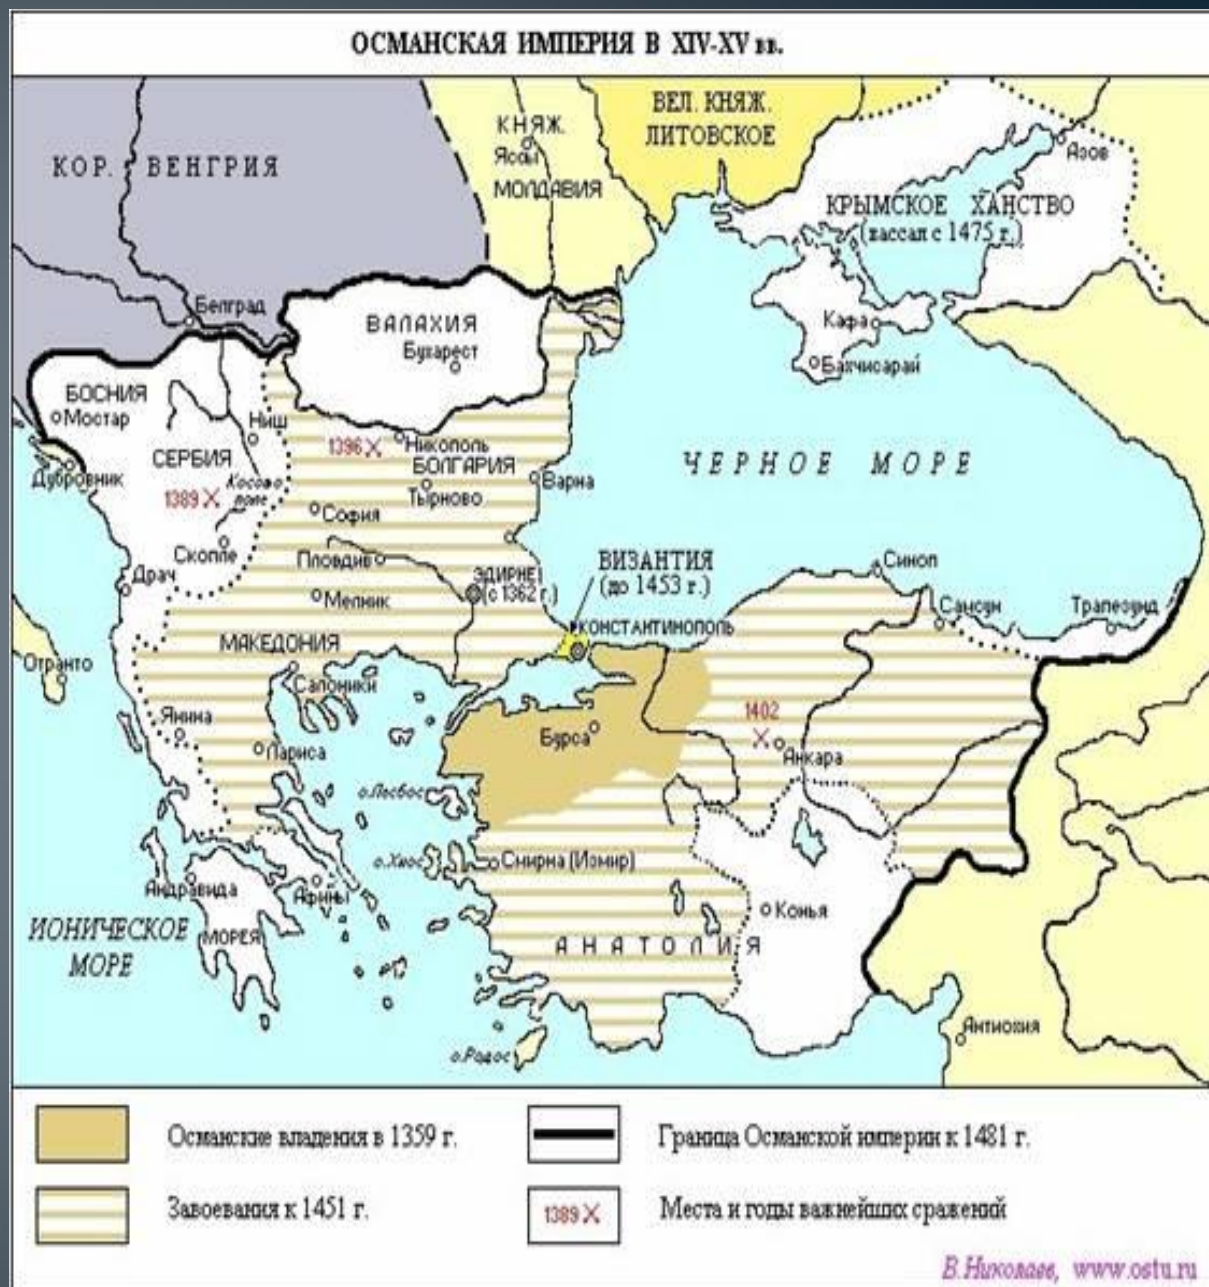 ОСМАНСКАЯ ИМПЕРИЯ В XIV-XV вв.
КОР. ВЕНГРИЯ
КНЯЖ.
Яссы
МОЛДАВИЯ
ВЕЛ. КНЯЖ.
ЛИТОВСКОЕ
Азов
КРЫМСКОЕ ХАНСТВО
(вассал с 1475 г.)
Кафа
Бахчисарай
Белград
ВАЛАХИЯ
Бухарест
БОСНИЯ
Мостар
Ниш
1396 X
Никополь
СЕРБИЯ
БОЛГАРИЯ
Дубровник
Косово
поле
1389 X
Тырново
Варна
ЧЕРНОЕ МОРЕ
София
Скопле
Пловдив
ВИЗАНТИЯ
(до 1453 г.)
Синоп
Драч
ЭДИРНЕ
(с 1362 г.)
Мелник
КОНСТАНТИНОПОЛЬ
Самсун
Трапезунд
МАКЕДОНИЯ
Отранто
Салоники
Янина
Лариса
Бурса
1402
X
Анкара
о.Лесбос
о.Хиос
Смирна (Измир)
Андравида
Афины
Конья
ИОНИЧЕСКОЕ
МОРЕ
МОРЕЯ
АНАТОЛИЯ
Антиохия
о.Родос
Османские владения в 1359 г.
Граница Османской империи к 1481 г.
Завоевания к 1451 г.
1389 X
Места и годы важнейших сражений
В.Николаев, www.ostu.ru